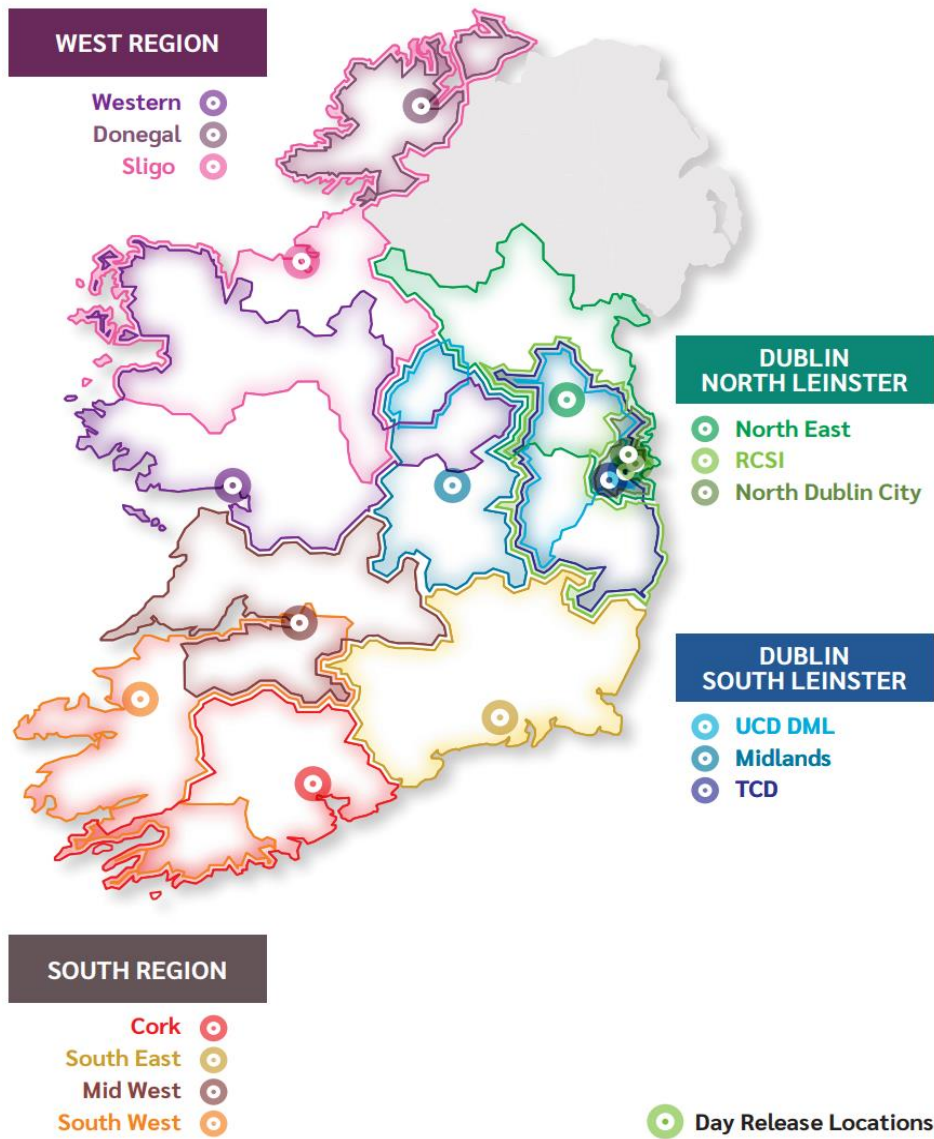 WEST REGION
Western
Donegal
Sligo
DUBLIN
NORTH LEINSTER
North East
RCSI
North Dublin City
DUBLIN
SOUTH LEINSTER
UCD DML
Midlands
TCD
SOUTH REGION
Cork
South East
Mid West
South West
Day Release Locations